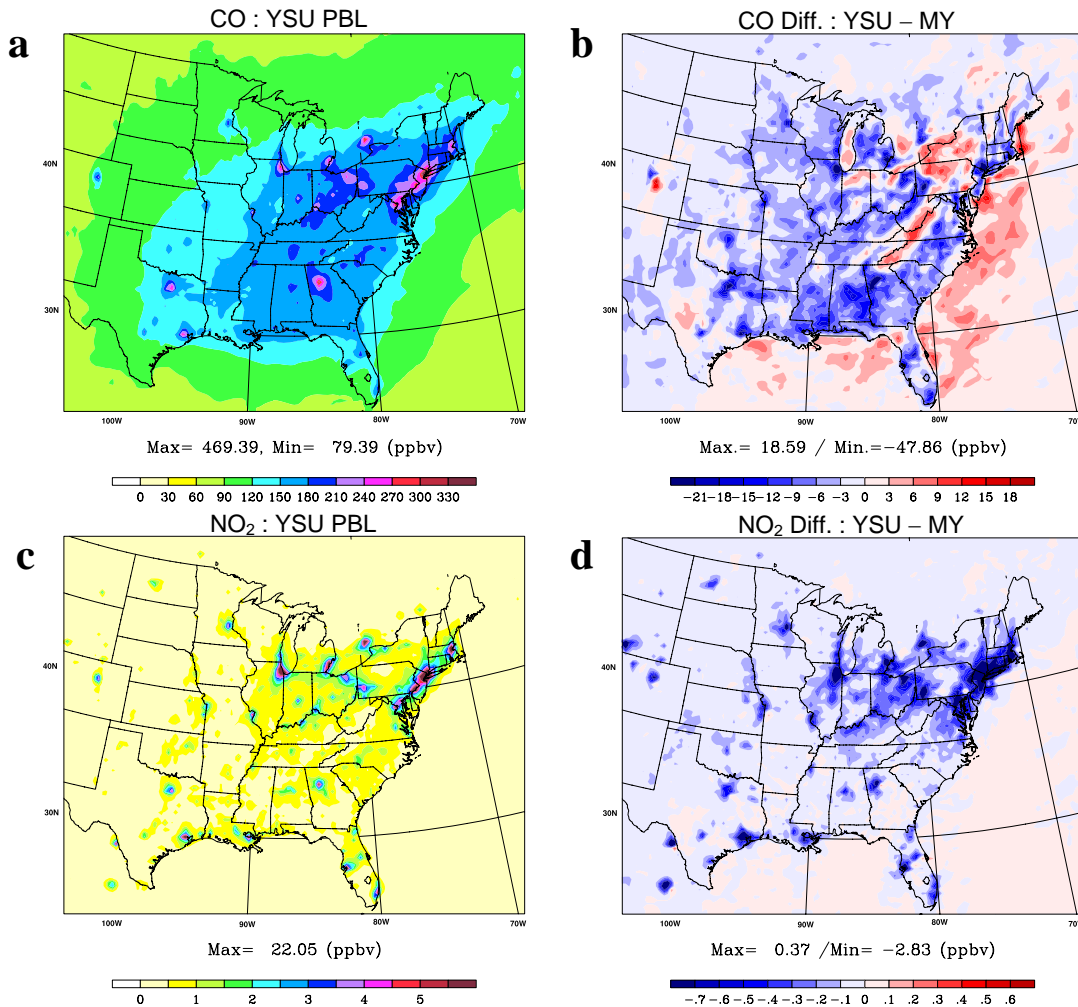 a
CO : YSU PBL
40N
30N
100W 90W 80W 70W
Max= 469.39, Min= 79.39 (ppbv)
0 30 60 90 120 150 180 210 240 270 300 330
b
CO Diff. : YSU – MY
40N
30N
100W 90W 80W 70W
Max.= 18.59 / Min.=-47.86 (ppbv)
-21 -18 -15 -12 -9 -6 -3 0 3 6 9 12 15 18
c
NO₂ : YSU PBL
40N
30N
100W 90W 80W 70W
Max= 22.05 (ppbv)
0 1 2 3 4 5
d
NO₂ Diff. : YSU – MY
40N
30N
100W 90W 80W 70W
Max= 0.37 /Min= -2.83 (ppbv)
-.7 -.6 -.5 -.4 -.3 -.2 -.1 0 .1 .2 .3 .4 .5 .6